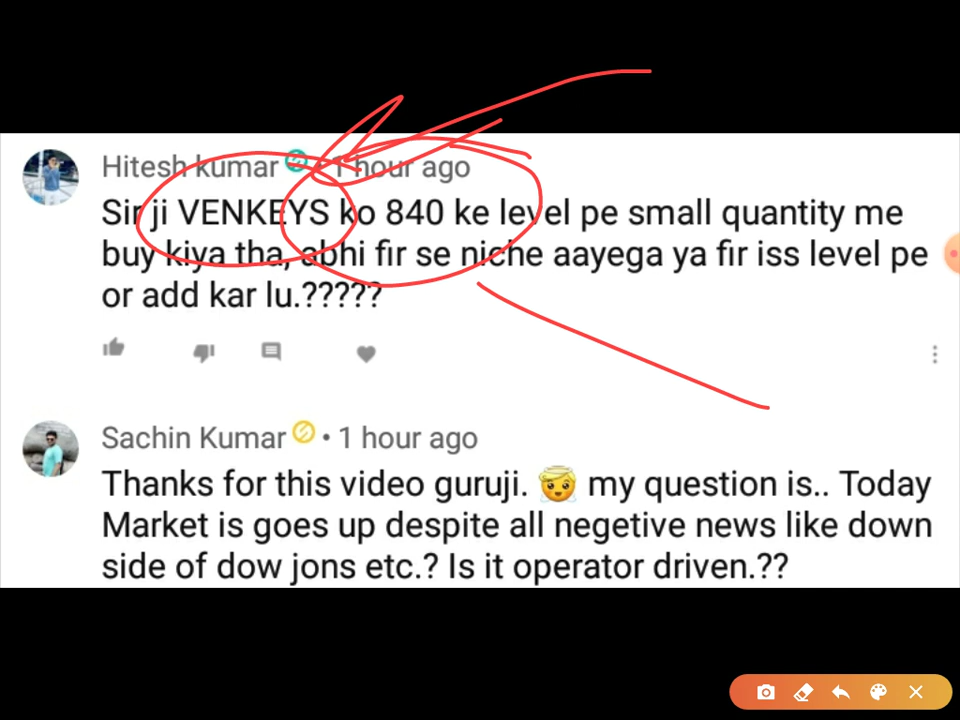 Hitesh kumar • 1 hour ago
Sir ji VENKEYS ko 840 ke level pe small quantity me
buy kiya tha, abhi fir se niche aayega ya fir iss level pe
or add kar lu.?????
Sachin Kumar • 1 hour ago
Thanks for this video guruji. 😇 my question is.. Today
Market is goes up despite all negetive news like down
side of dow jons etc.? Is it operator driven.??